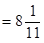 = 8 1/11